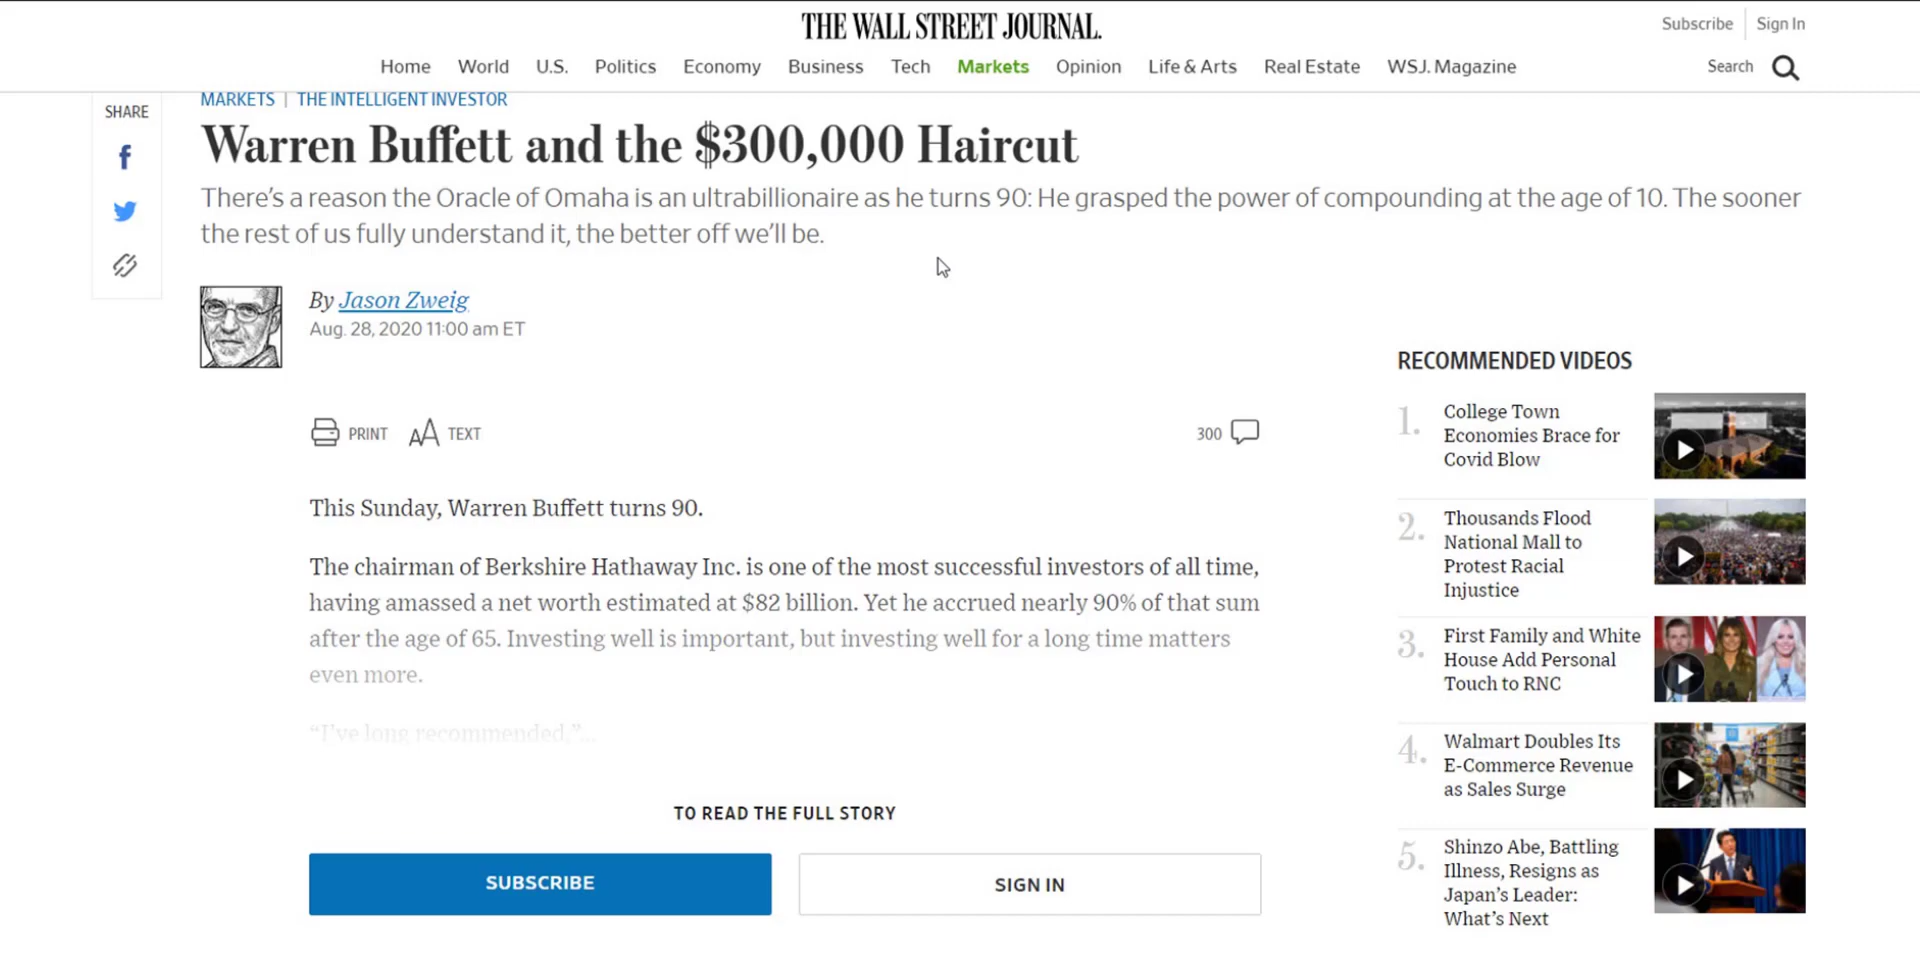 THE WALL STREET JOURNAL.
Subscribe
Sign In
Home World U.S. Politics Economy Business Tech Markets Opinion Life & Arts Real Estate WSJ. Magazine
Search
SHARE
MARKETS | THE INTELLIGENT INVESTOR
Warren Buffett and the $300,000 Haircut
There's a reason the Oracle of Omaha is an ultrabillionaire as he turns 90: He grasped the power of compounding at the age of 10. The sooner
the rest of us fully understand it, the better off we'll be.
By Jason Zweig
Aug. 28, 2020 11:00 am ET
PRINT
TEXT
300
This Sunday, Warren Buffett turns 90.
The chairman of Berkshire Hathaway Inc. is one of the most successful investors of all time,
having amassed a net worth estimated at $82 billion. Yet he accrued nearly 90% of that sum
after the age of 65. Investing well is important, but investing well for a long time matters
even more.
“I've long recommended,”...
TO READ THE FULL STORY
SUBSCRIBE
SIGN IN
RECOMMENDED VIDEOS
1. College Town
Economies Brace for
Covid Blow
2. Thousands Flood
National Mall to
Protest Racial
Injustice
3. First Family and White
House Add Personal
Touch to RNC
4. Walmart Doubles Its
E-Commerce Revenue
as Sales Surge
5. Shinzo Abe, Battling
Illness, Resigns as
Japan's Leader:
What's Next